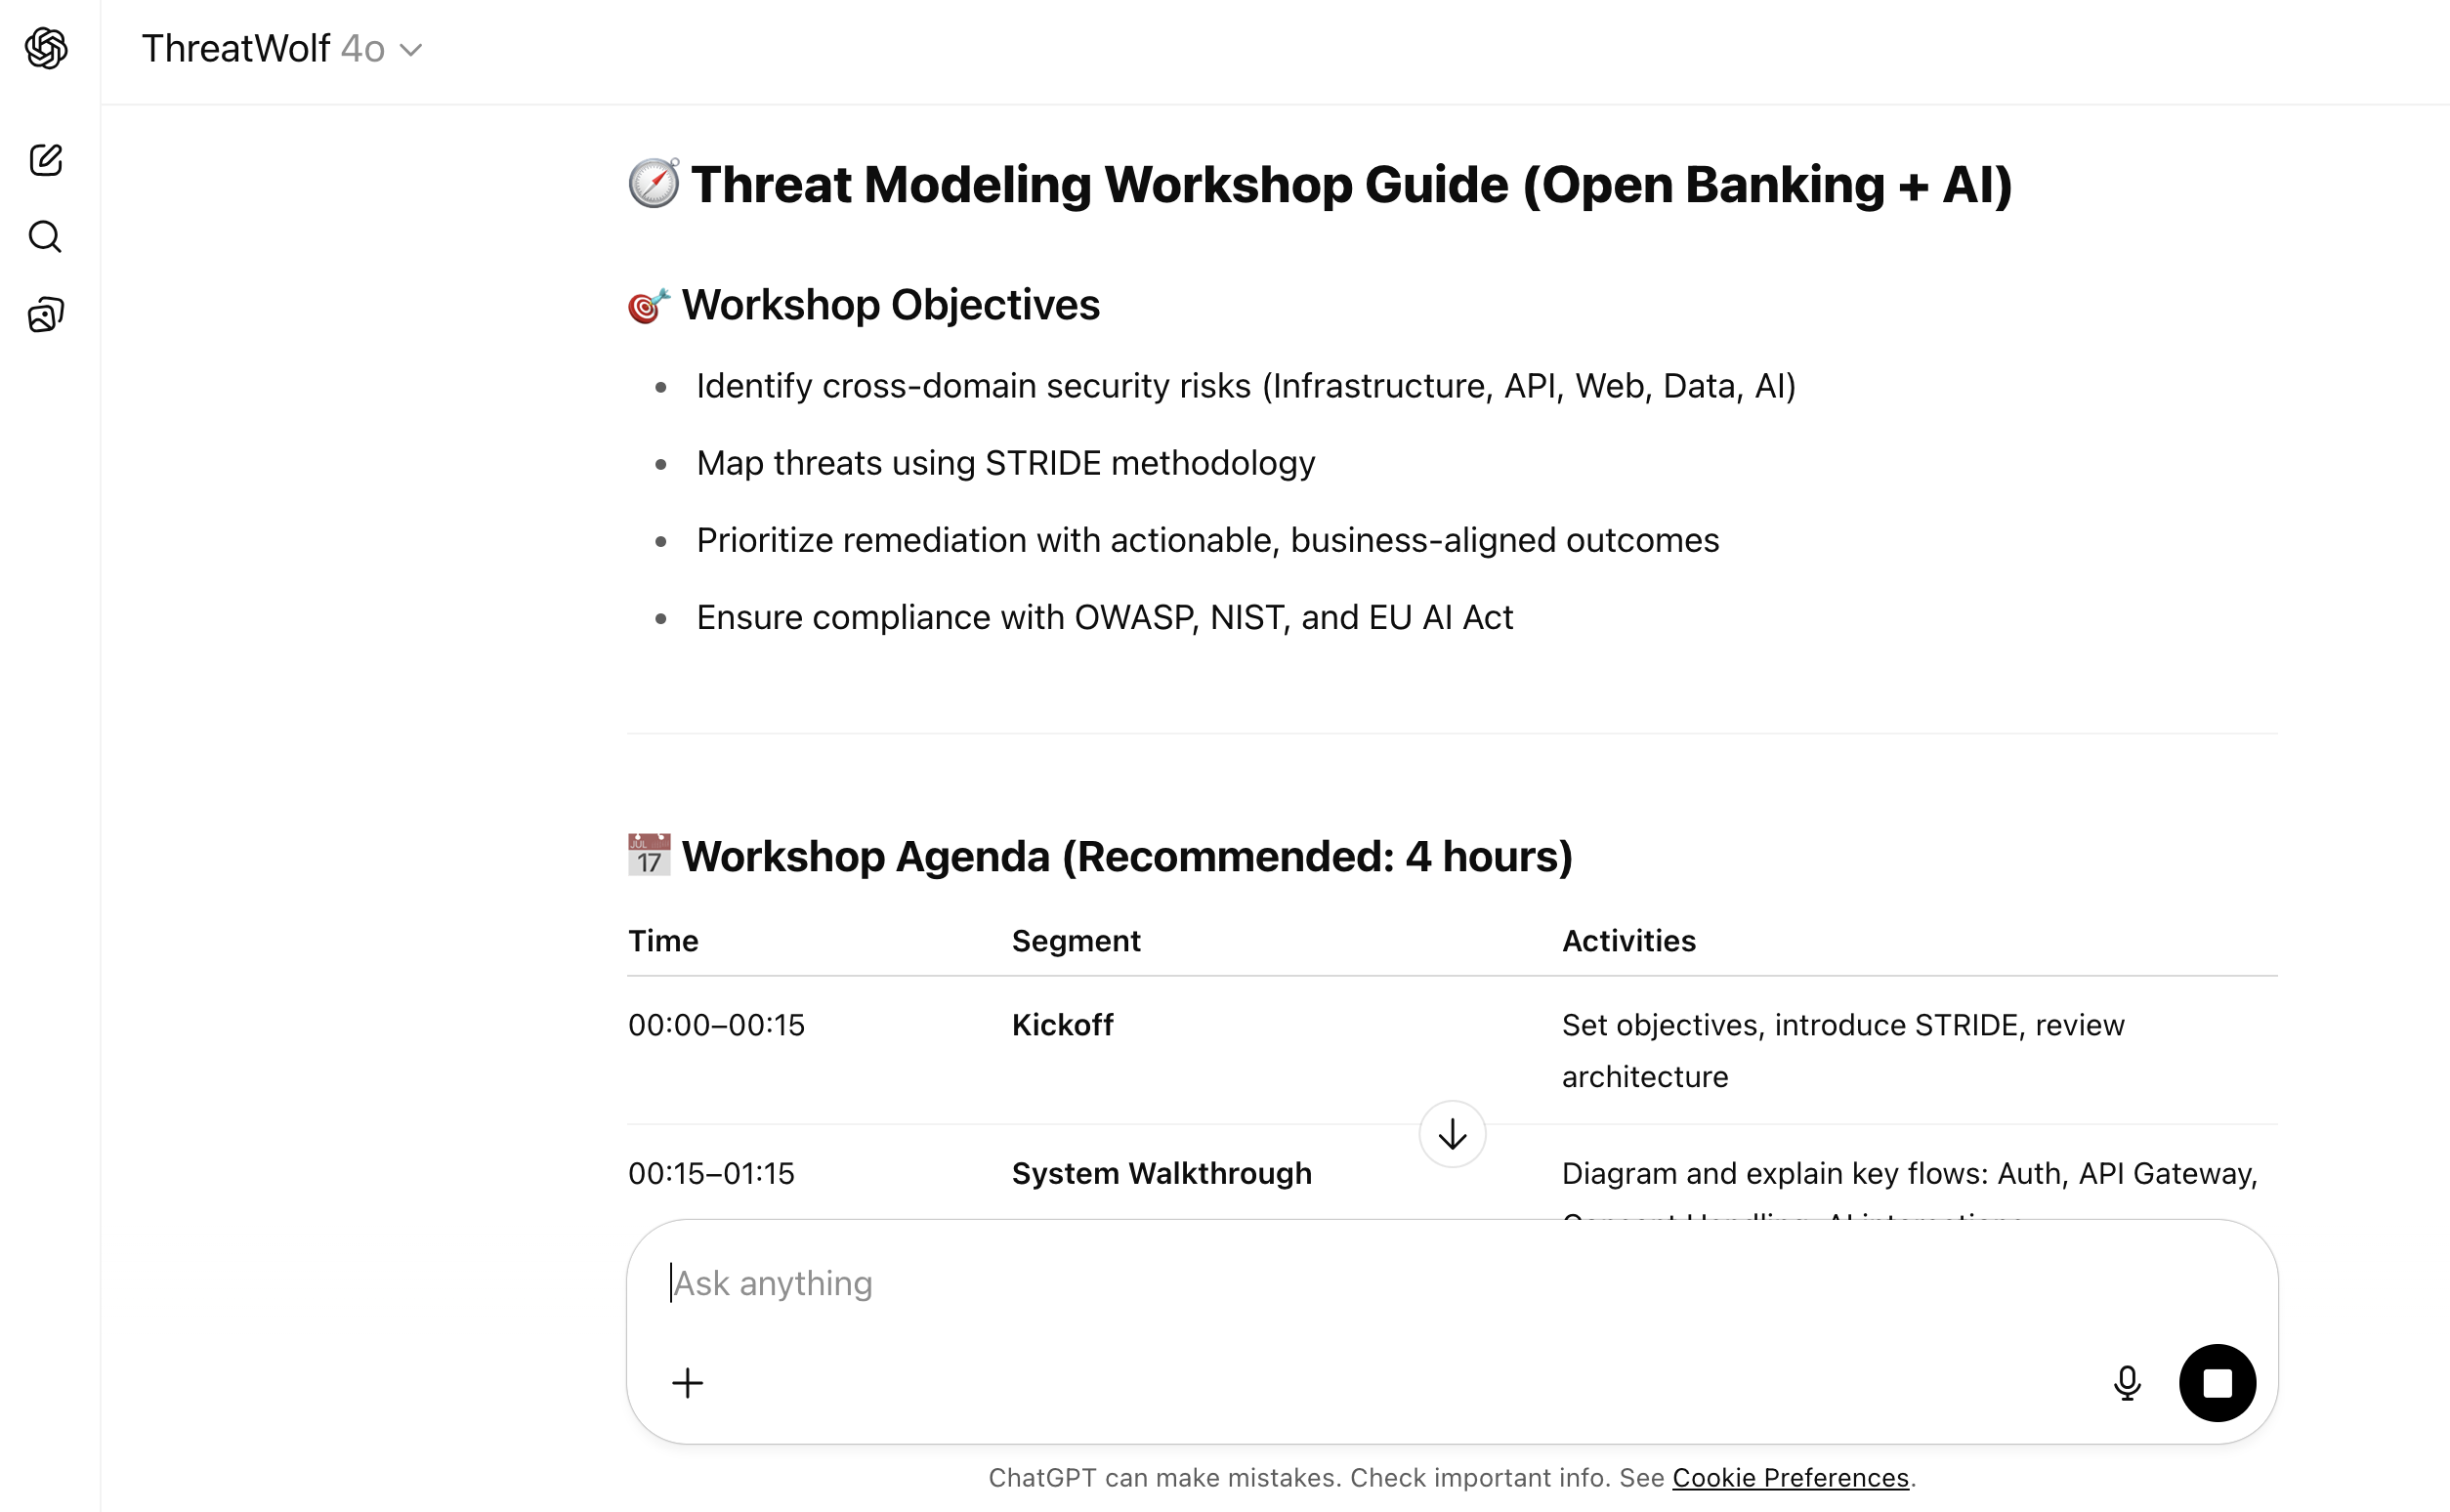 ThreatWolf 4o
Threat Modeling Workshop Guide (Open Banking + AI)
Workshop Objectives
Identify cross-domain security risks (Infrastructure, API, Web, Data, AI)
Map threats using STRIDE methodology
Prioritize remediation with actionable, business-aligned outcomes
Ensure compliance with OWASP, NIST, and EU AI Act
JUL
17
Workshop Agenda (Recommended: 4 hours)
Time Segment Activities
00:00–00:15 Kickoff Set objectives, introduce STRIDE, review
architecture
00:15–01:15 System Walkthrough Diagram and explain key flows: Auth, API Gateway,
Ask anything
ChatGPT can make mistakes. Check important info. See Cookie Preferences.